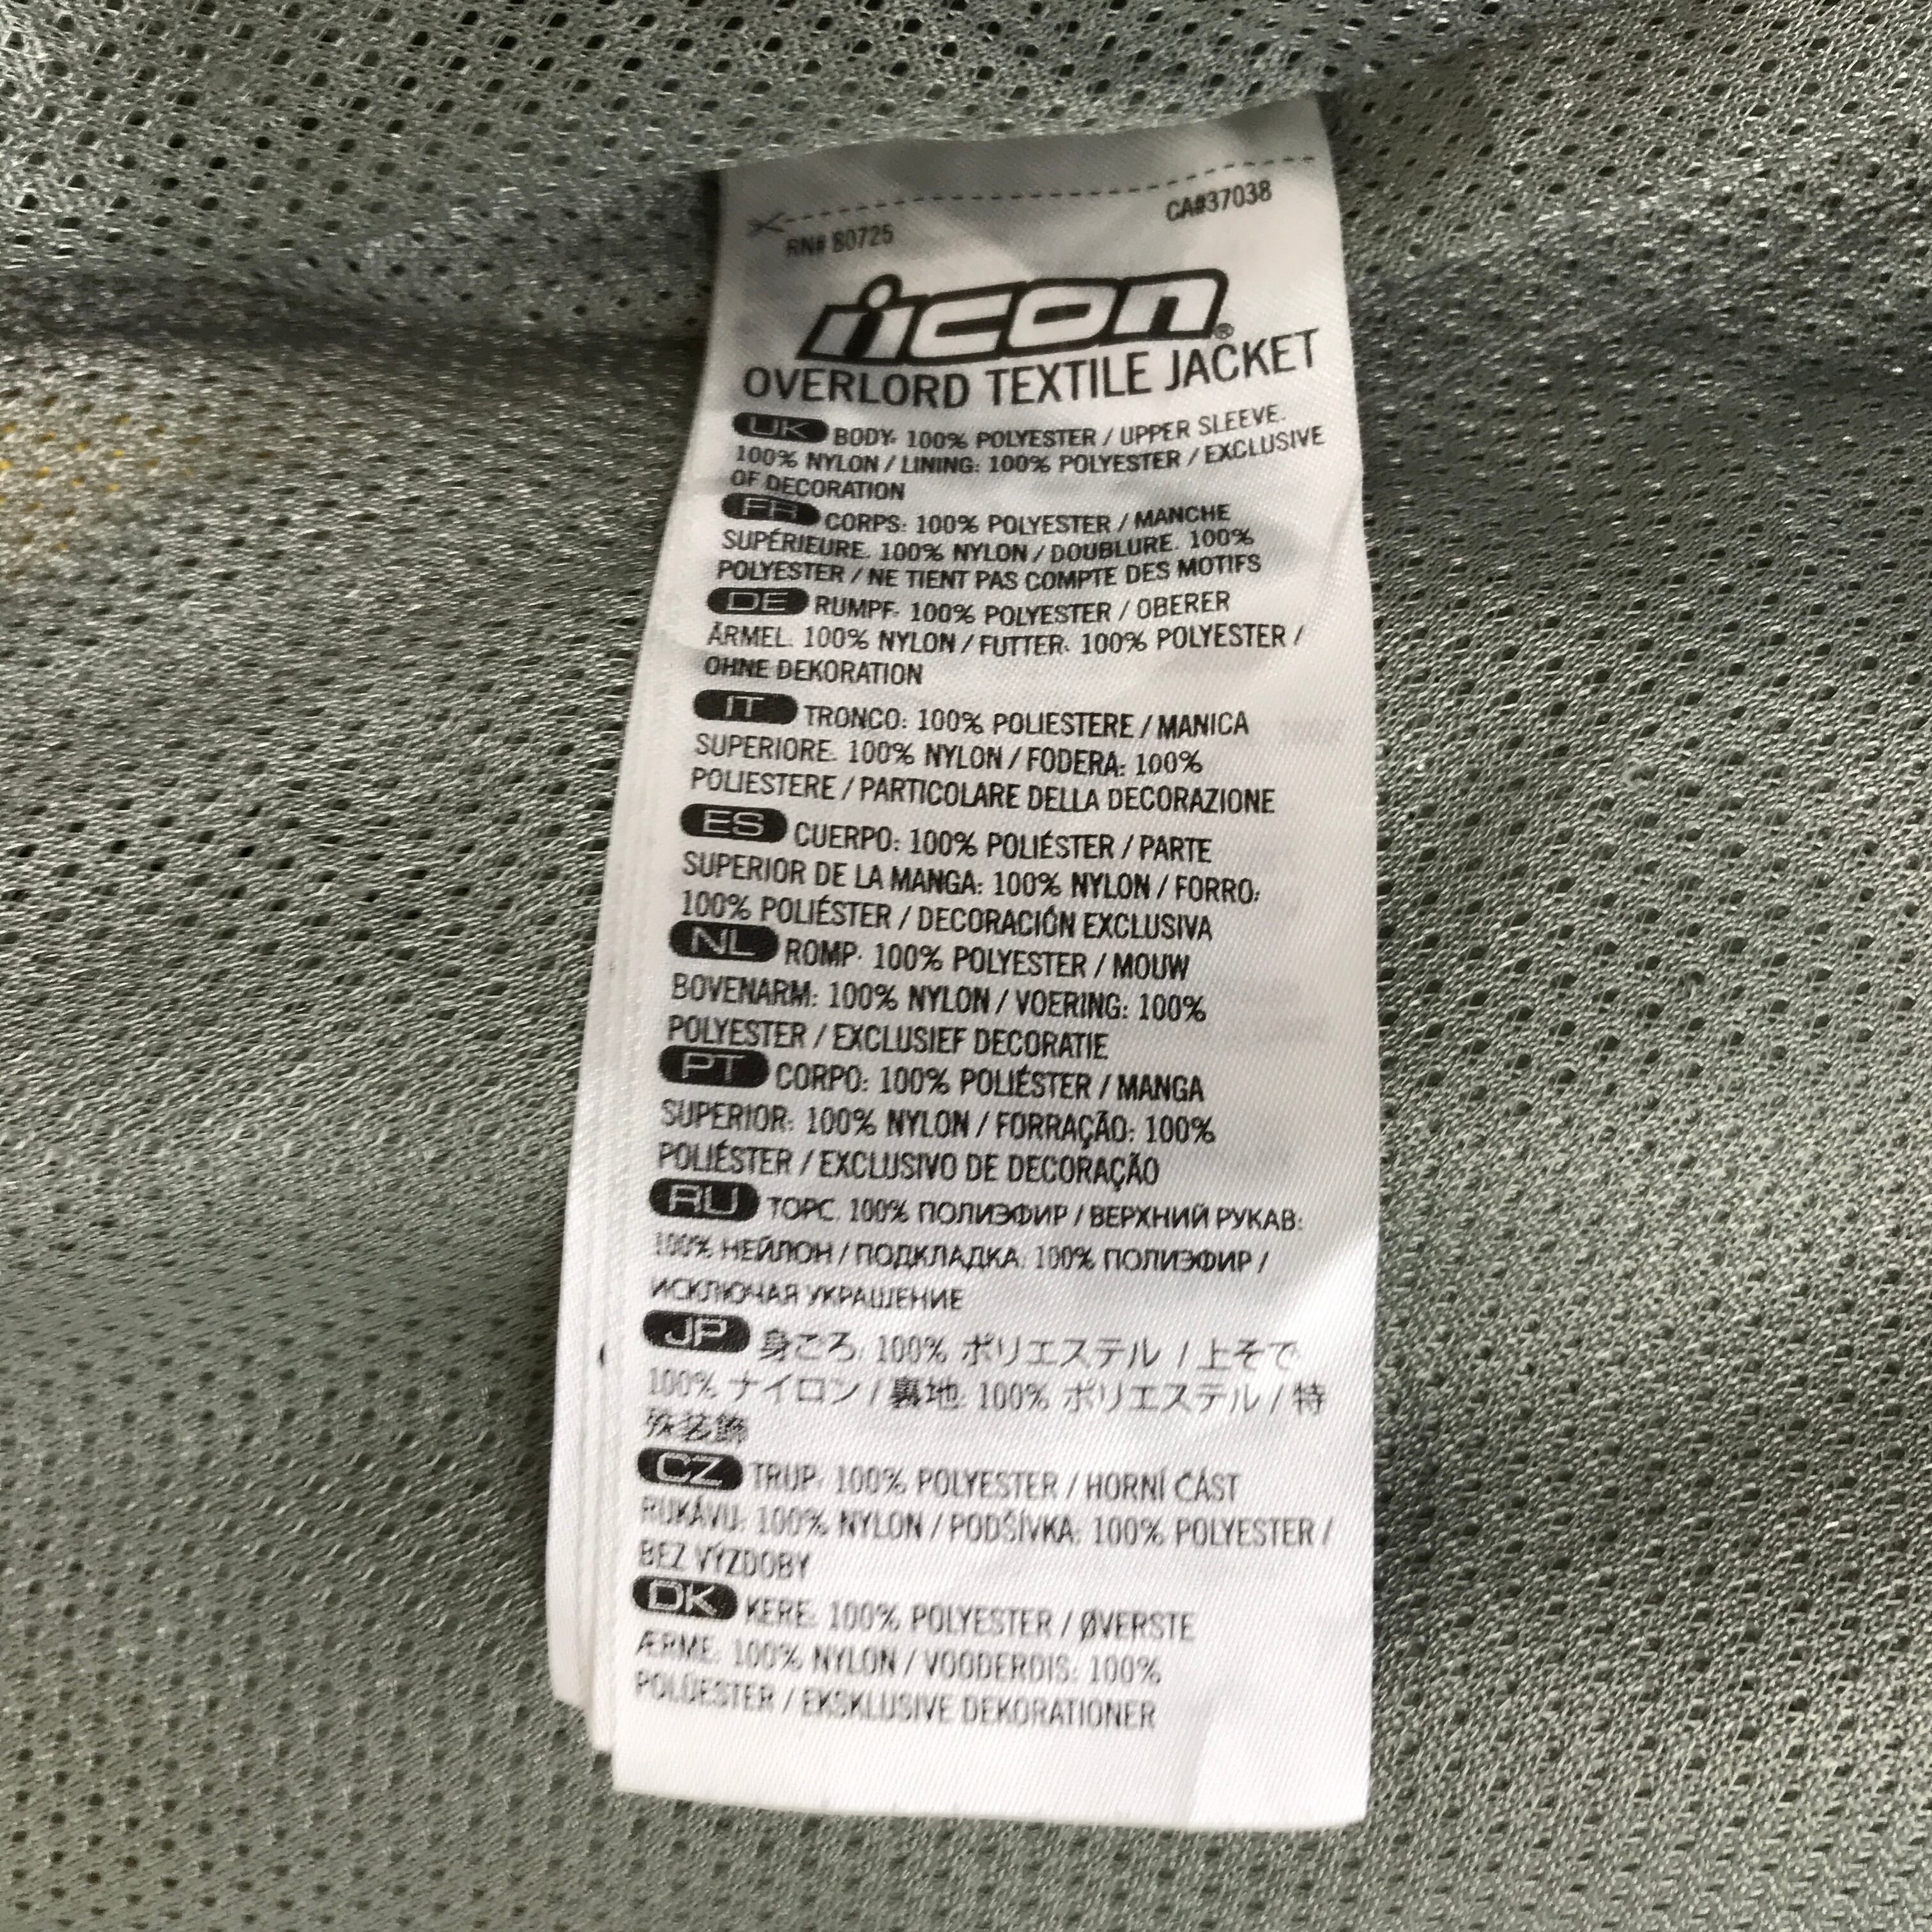 RN# 80725 CA#37038
icon®
OVERLORD TEXTILE JACKET
UK BODY: 100% POLYESTER / UPPER SLEEVE:
100% NYLON / LINING: 100% POLYESTER / EXCLUSIVE
OF DECORATION
FR CORPS: 100% POLYESTER / MANCHE
SUPÉRIEURE: 100% NYLON / DOUBLURE: 100%
POLYESTER / NE TIENT PAS COMPTE DES MOTIFS
DE RUMPF: 100% POLYESTER / OBERER
ÄRMEL: 100% NYLON / FUTTER: 100% POLYESTER /
OHNE DEKORATION
IT TRONCO: 100% POLIESTERE / MANICA
SUPERIORE: 100% NYLON / FODERA: 100%
POLIESTERE / PARTICOLARE DELLA DECORAZIONE
ES CUERPO: 100% POLIÉSTER / PARTE
SUPERIOR DE LA MANGA: 100% NYLON / FORRO:
100% POLIÉSTER / DECORACIÓN EXCLUSIVA
NL ROMP: 100% POLYESTER / MOUW
BOVENARM: 100% NYLON / VOERING: 100%
POLYESTER / EXCLUSIEF DECORATIE
PT CORPO: 100% POLIÉSTER / MANGA
SUPERIOR: 100% NYLON / FORRAÇÃO: 100%
POLIÉSTER / EXCLUSIVO DE DECORAÇÃO
RU ТОРС: 100% ПОЛИЭФИР / ВЕРХНИЙ РУКАВ:
100% НЕЙЛОН / ПОДКЛАДКА: 100% ПОЛИЭФИР /
ИСКЛЮЧАЯ УКРАШЕНИЕ
JP 身ごろ: 100% ポリエステル / 上そで
100% ナイロン / 裏地: 100% ポリエステル / 特
殊装飾
CZ TRUP: 100% POLYESTER / HORNÍ ČÁST
RUKÁVU: 100% NYLON / PODŠÍVKA: 100% POLYESTER /
BEZ VÝZDOBY
DK KERE: 100% POLYESTER / ØVERSTE
ÆRME: 100% NYLON / VOODERDIS: 100%
POLÜESTER / EKSKLUSIVE DEKORATIONER